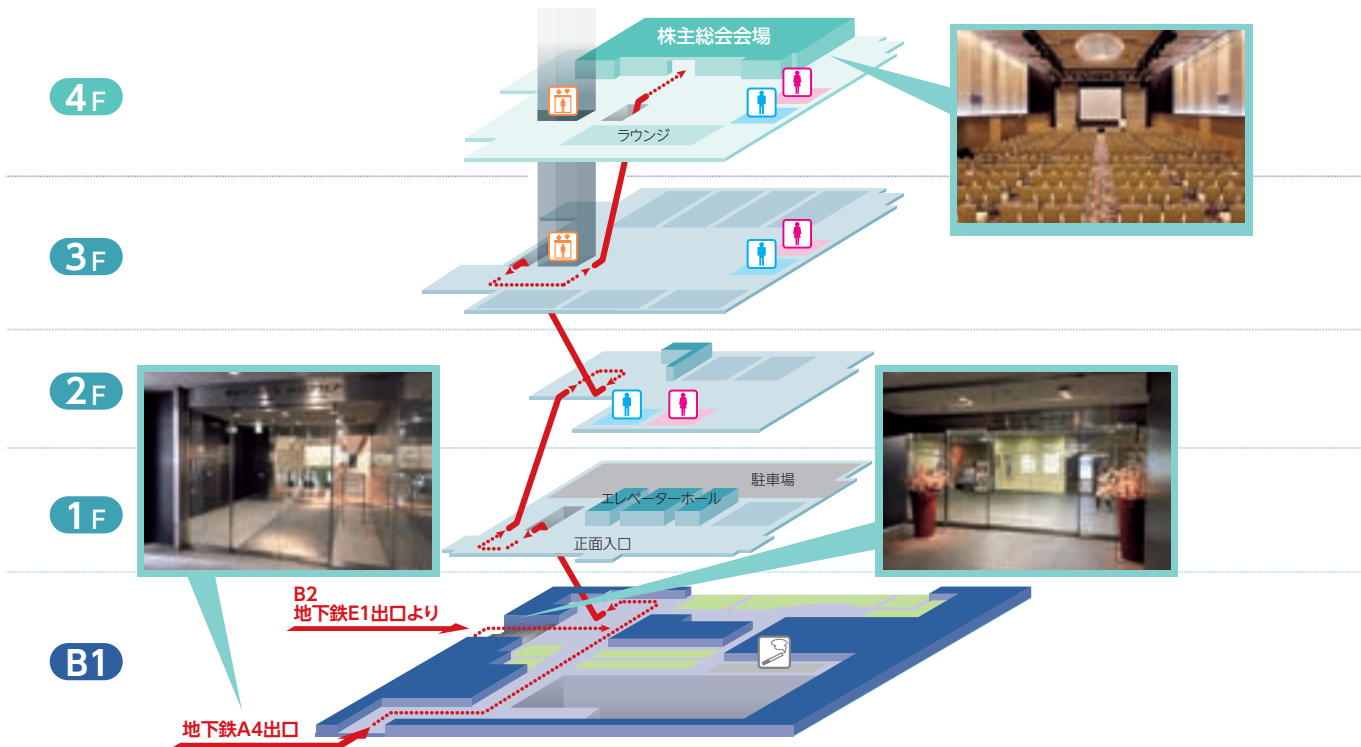 株主総会会場
4F
ラウンジ
3F
2F
駐車場
エレベーターホール
1F
正面入口
B2
地下鉄E1出口より
B1
地下鉄A4出口